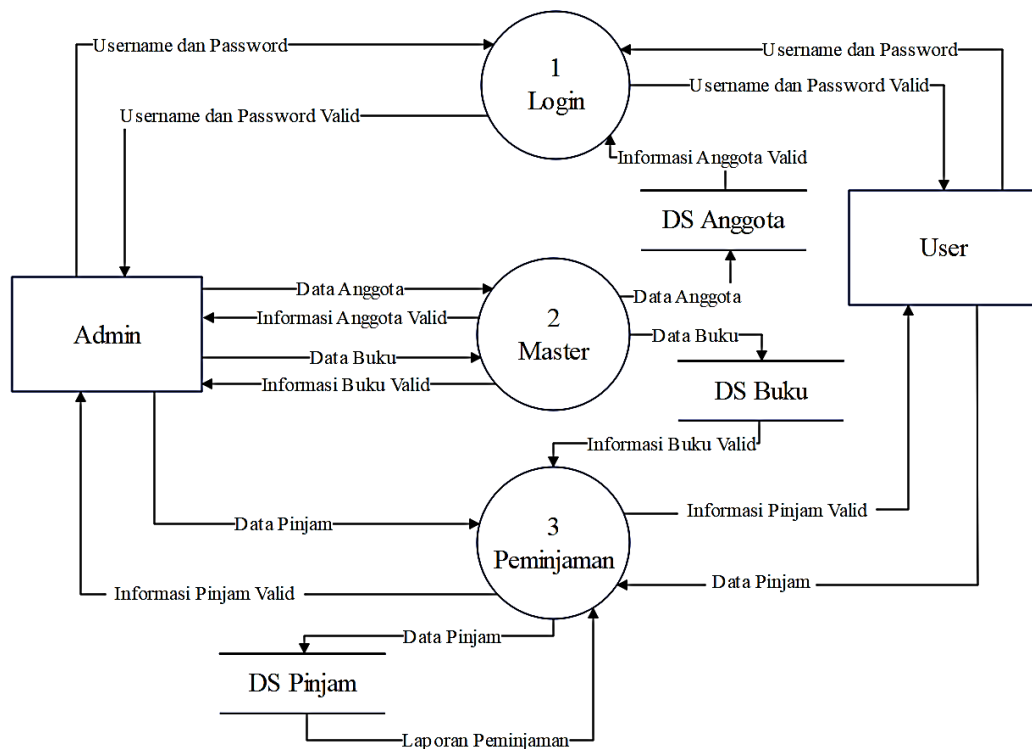 Username dan Password
1
Login
Username dan Password
Username dan Password Valid
Username dan Password Valid
Informasi Anggota Valid
DS Anggota
User
Data Anggota
Data Anggota
Informasi Anggota Valid
2
Master
Admin
Data Buku
Data Buku
Informasi Buku Valid
DS Buku
Informasi Buku Valid
Data Pinjam
3
Peminjaman
Informasi Pinjam Valid
Data Pinjam
Informasi Pinjam Valid
Data Pinjam
DS Pinjam
Laporan Peminjaman